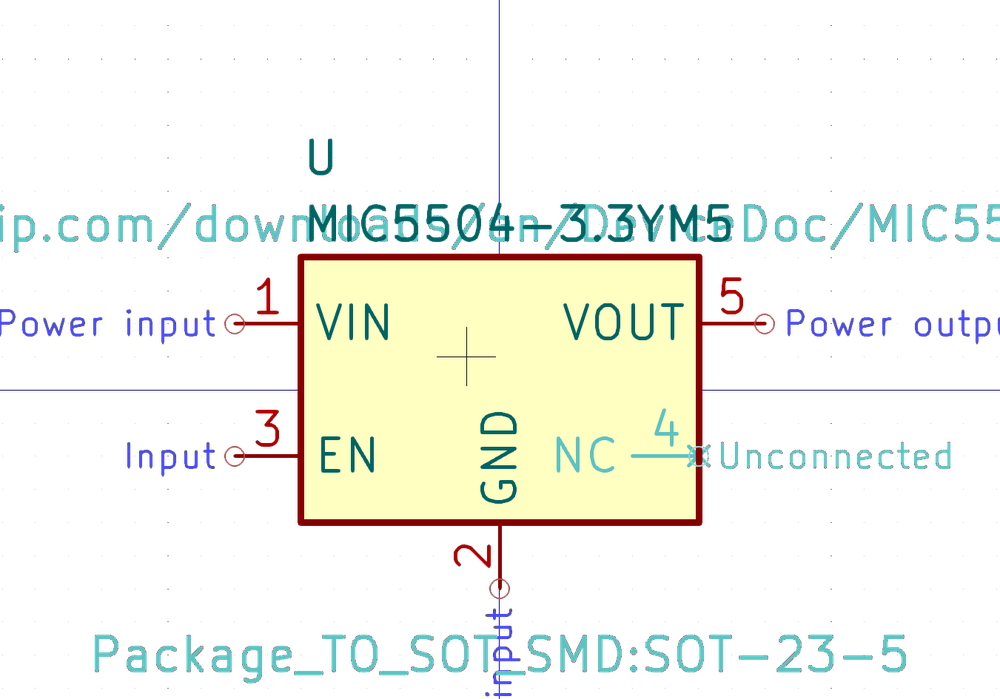 U
ip.com/downloads/en/DeviceDoc/MIC55
MIC5504-3.3YM5
1
5
Power input
VIN
VOUT
Power outpu
3
4
Input
EN
GND
NC
Unconnected
2
input
Package_TO_SOT_SMD:SOT-23-5